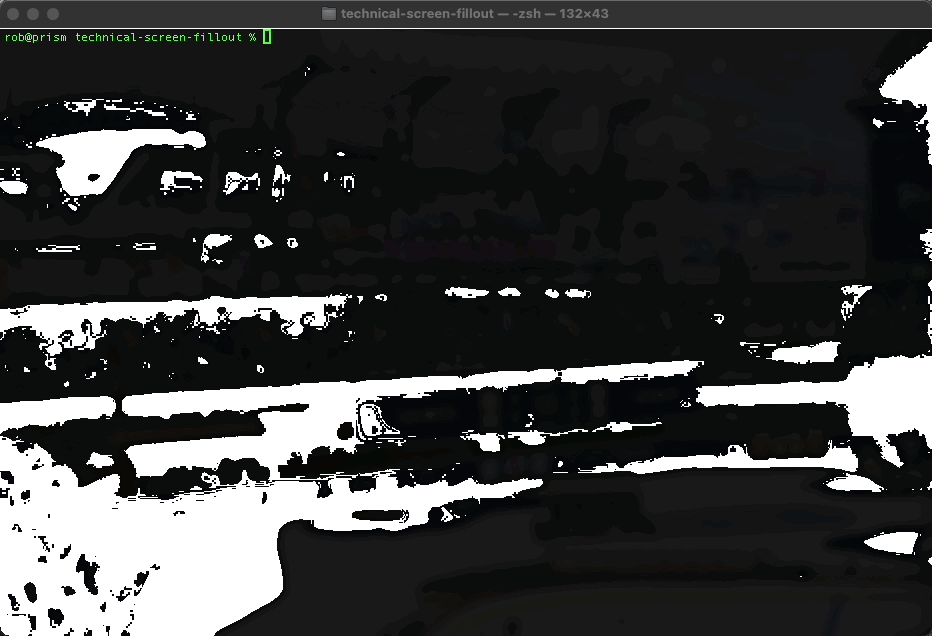 technical-screen-fillout — -zsh — 132×43
rob@prism technical-screen-fillout %